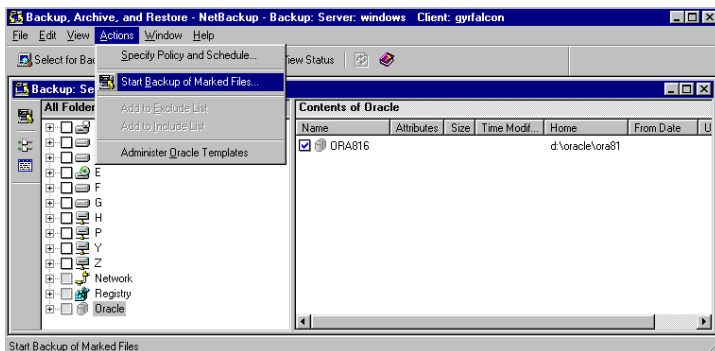 Backup, Archive, and Restore - NetBackup - Backup: Server: windows Client: gyrfalcon
File Edit View Actions Window Help
Select for Bac
iew Status
Specify Policy and Schedule...
Start Backup of Marked Files...
Add to Exclude List
Add to Include List
Administer Oracle Templates
Backup: Se
All Folder
Contents of Oracle
Name Attributes Size Time Modif... Home From Date U
ORA816 d:\oracle\ora81
E
F
G
H
P
Y
Z
Network
Registry
Oracle
Start Backup of Marked Files